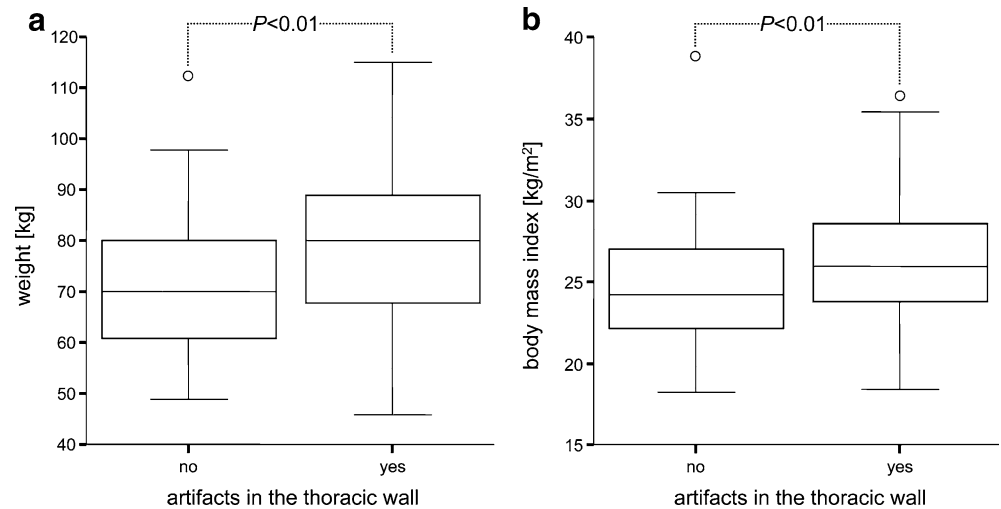 a
P<0.01
120
110
100
90
80
70
60
50
40
weight [kg]
no
yes
artifacts in the thoracic wall
b
P<0.01
40
35
30
25
20
15
body mass index [kg/m²]
no
yes
artifacts in the thoracic wall